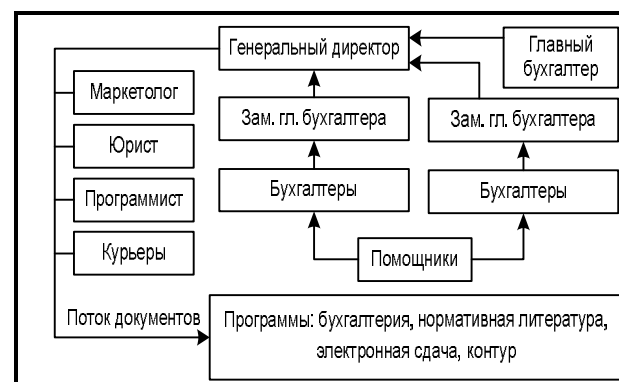 Генеральный директор
Главный
бухгалтер
Маркетолог
Зам. гл. бухгалтера
Зам. гл. бухгалтера
Юрист
Программист
Бухгалтеры
Бухгалтеры
Курьеры
Помощники
Поток документов
Программы: бухгалтерия, нормативная литература,
электронная сдача, контур